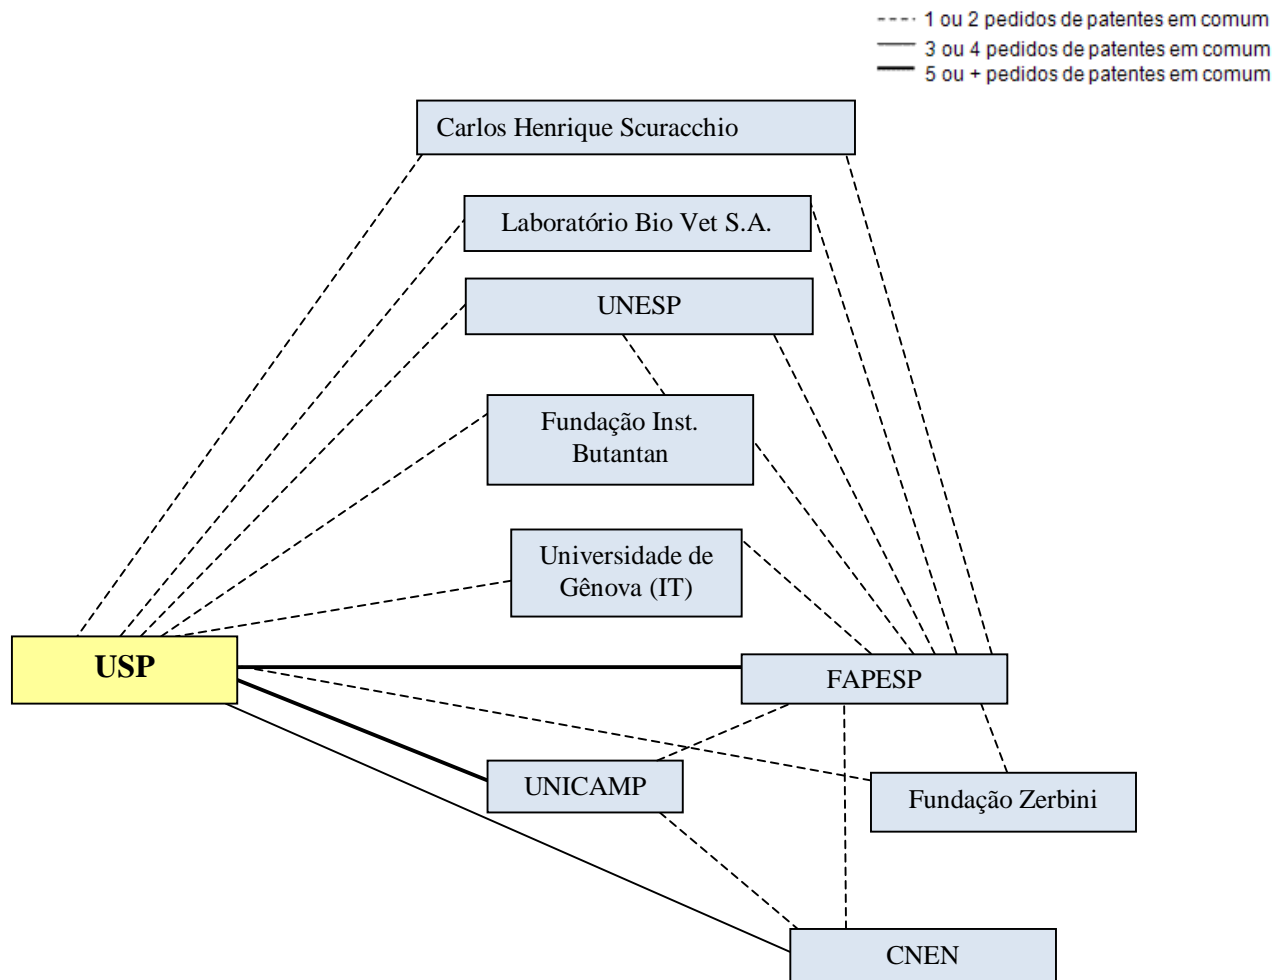 1 ou 2 pedidos de patentes em comum
3 ou 4 pedidos de patentes em comum
5 ou + pedidos de patentes em comum
Carlos Henrique Scuracchio
Laboratório Bio Vet S.A.
UNESP
Fundação Inst.
Butantan
Universidade de
Gênova (IT)
USP
FAPESP
UNICAMP
Fundação Zerbini
CNEN